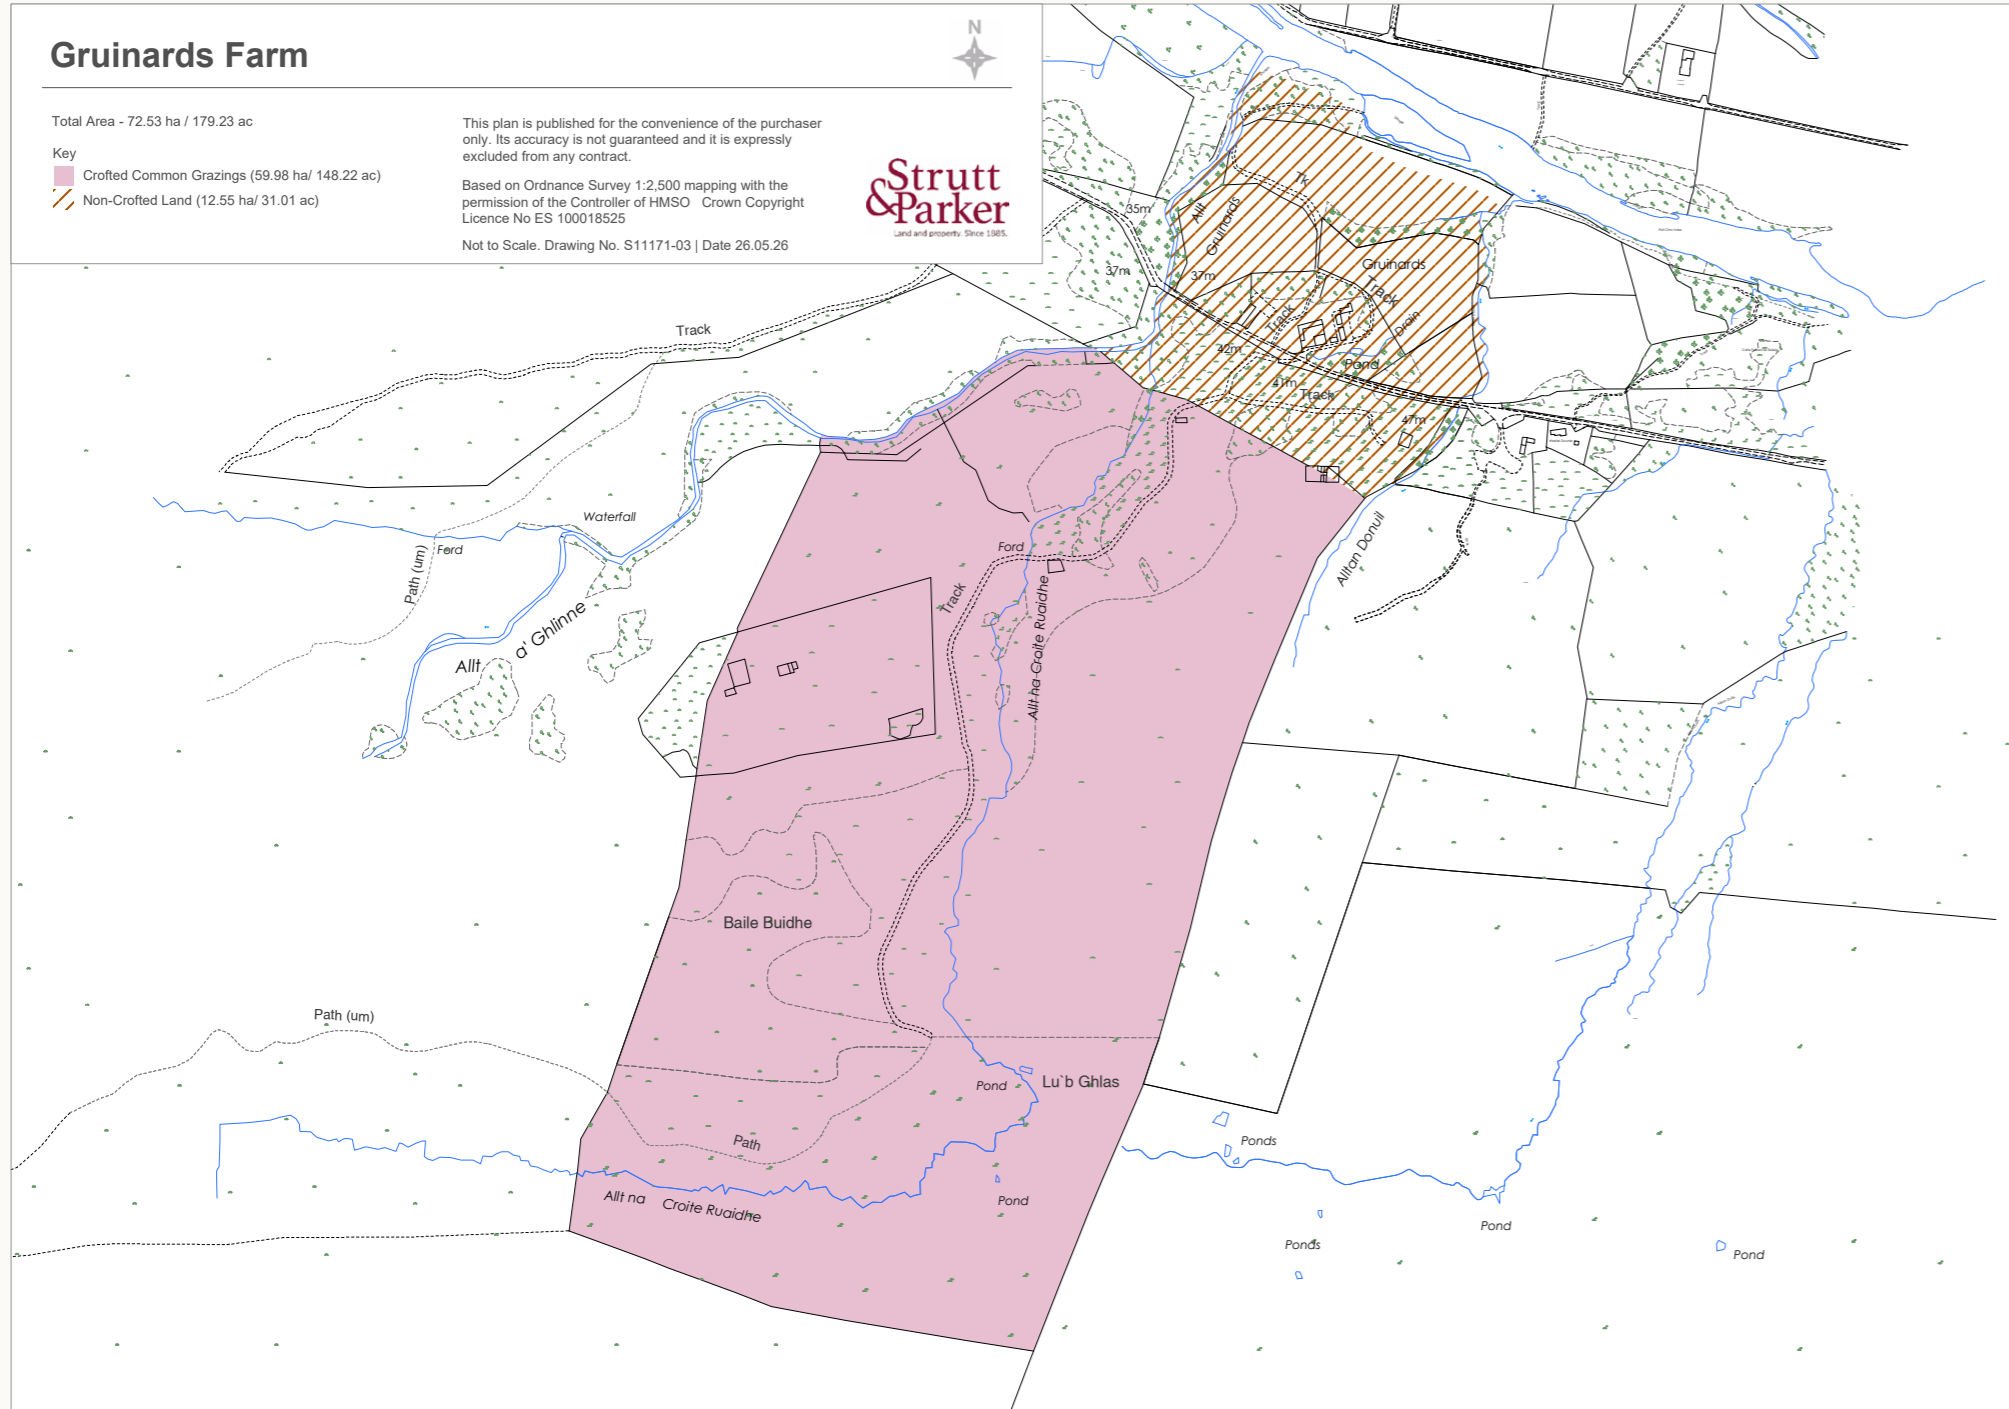 Gruinards Farm
N
Total Area - 72.53 ha / 179.23 ac
Key
Crofted Common Grazings (59.98 ha/ 148.22 ac)
Non-Crofted Land (12.55 ha/ 31.01 ac)
This plan is published for the convenience of the purchaser
only. Its accuracy is not guaranteed and it is expressly
excluded from any contract.
Based on Ordnance Survey 1:2,500 mapping with the
permission of the Controller of HMSO Crown Copyright
Licence No ES 100018525
Not to Scale. Drawing No. S11171-03 | Date 26.05.26
Strutt
&Parker
Land and property. Since 1885.
Tk
35m
Allt
Gruinards
37m
37m
Gruinards
Track
Track
Drain
Track
42m
Pond
41m
Track
47m
Waterfall
Ford
Path (um)
Ford
Alltan Donuil
Track
Allt na Croite Ruaidhe
Allt
a' Ghlinne
Baile Buidhe
Path (um)
Pond
Lu`b Ghlas
Path
Ponds
Allt na
Croite Ruaidhe
Pond
Pond
Ponds
Pond